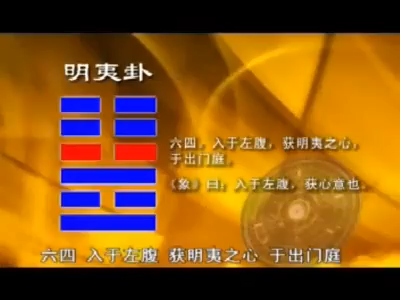 明夷卦
六四，入于左腹，获明夷之心，
于出门庭。
《象》曰：入于左腹，获心意也。
六四 入于左腹 获明夷之心 于出门庭